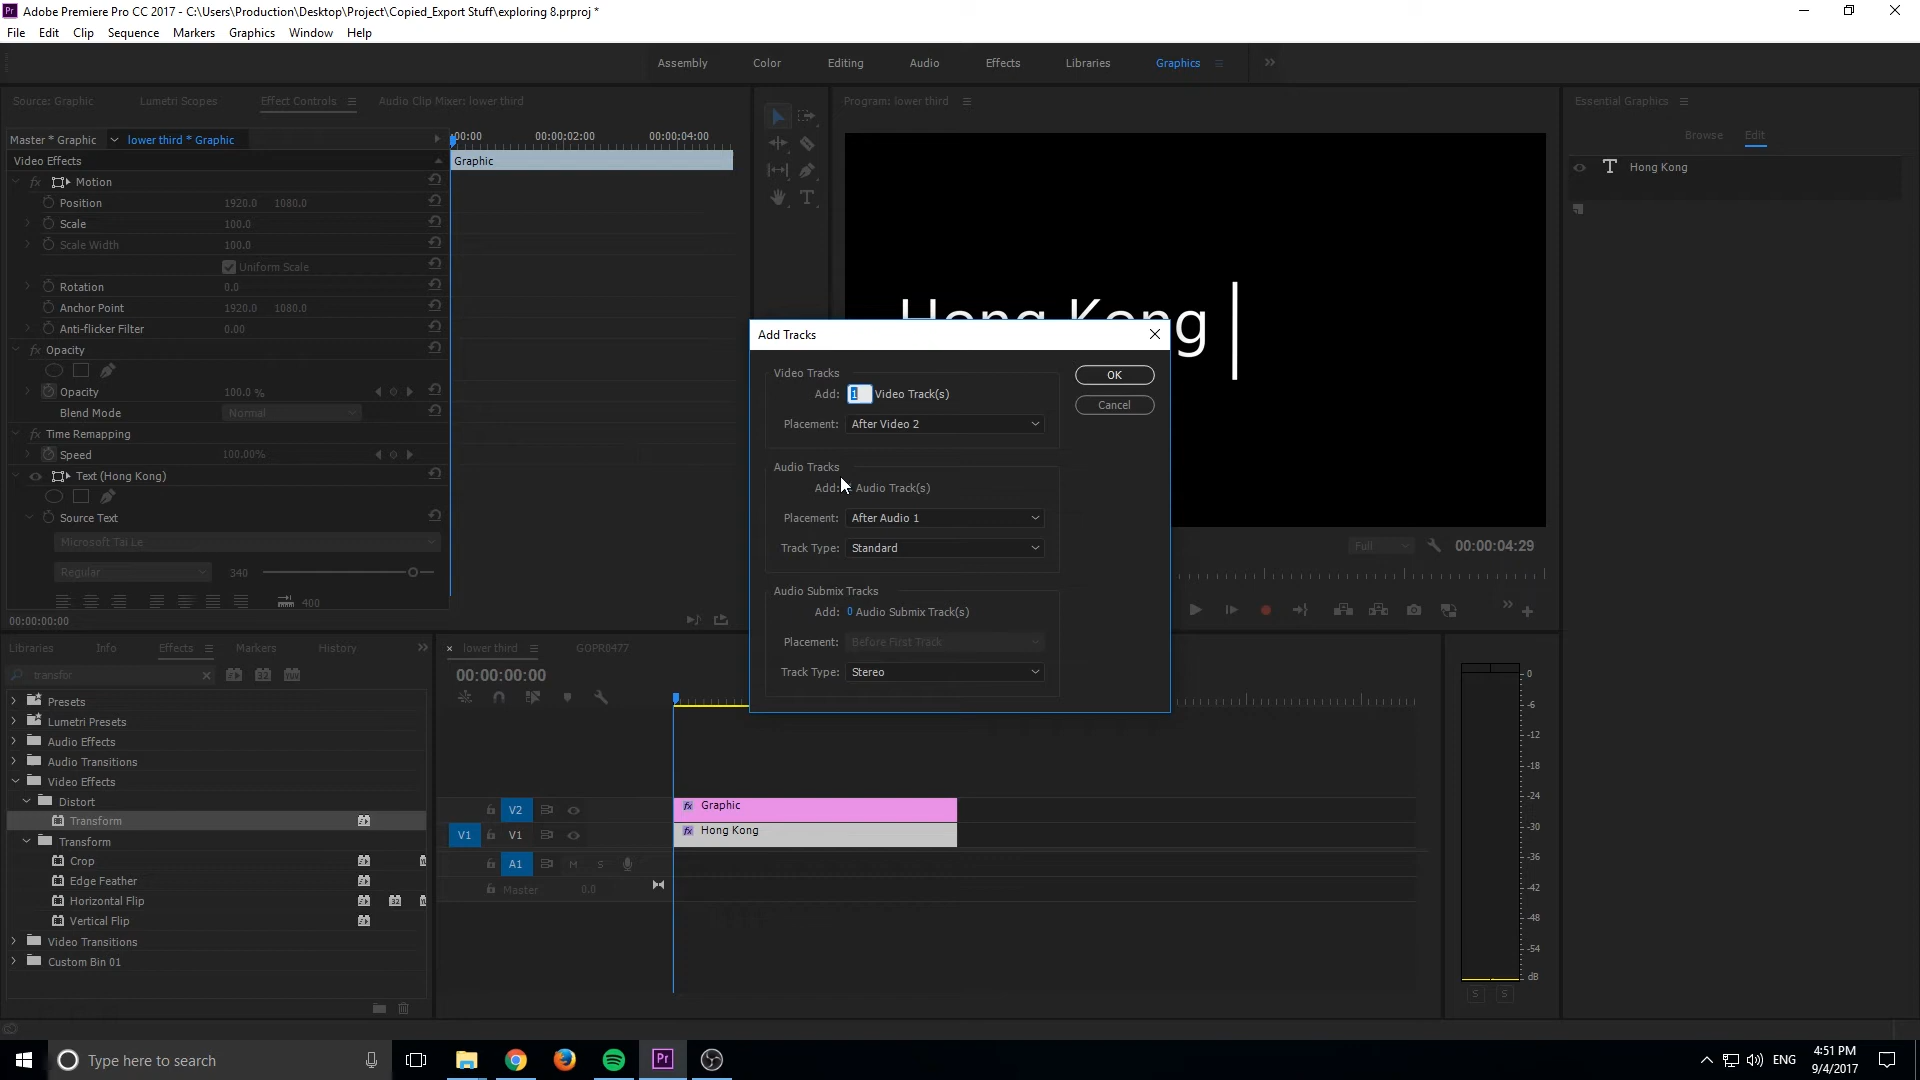 Adobe Premiere Pro CC 2017 - C:\Users\Production\Desktop\Project\Copied_Export Stuff\exploring 8.prproj *
File Edit Clip Sequence Markers Graphics Window Help
Assembly Color Editing Audio Effects Libraries Graphics
Source: Graphic Lumetri Scopes Effect Controls Audio Clip Mixer: lower third
Program: lower third
Essential Graphics
Master * Graphic lower third * Graphic
:00:00 00:00:02:00 00:00:04:00
Browse Edit
Video Effects
Graphic
Hong Kong
fx Motion
Position 1920.0 1080.0
Scale 100.0
Scale Width 100.0
Uniform Scale
Rotation 0.0
Anchor Point 1920.0 1080.0
Anti-flicker Filter 0.00
fx Opacity
Opacity 100.0 %
Blend Mode Normal
fx Time Remapping
Speed 100.00%
Text (Hong Kong)
Source Text
Microsoft Tai Le
Regular 340
400
00:00:00:00
Hong Kong
Add Tracks
Video Tracks
Add: 1 Video Track(s)
Placement: After Video 2
OK
Cancel
Audio Tracks
Add: Audio Track(s)
Placement: After Audio 1
Track Type: Standard
Audio Submix Tracks
Add: 0 Audio Submix Track(s)
Placement: Before First Track
Track Type: Stereo
Full 00:00:04:29
Libraries Info Effects Markers History
transfor
Presets
Lumetri Presets
Audio Effects
Audio Transitions
Video Effects
Distort
Transform
Transform
Crop
Edge Feather
Horizontal Flip
Vertical Flip
Video Transitions
Custom Bin 01
lower third GOPR0477
00:00:00:00
V2 fx Graphic
V1 V1 fx Hong Kong
A1 M S
Master 0.0
0
-6
-12
-18
-24
-30
-36
-42
-48
-54
dB
S S
Type here to search
Pr
ENG
4:51 PM
9/4/2017